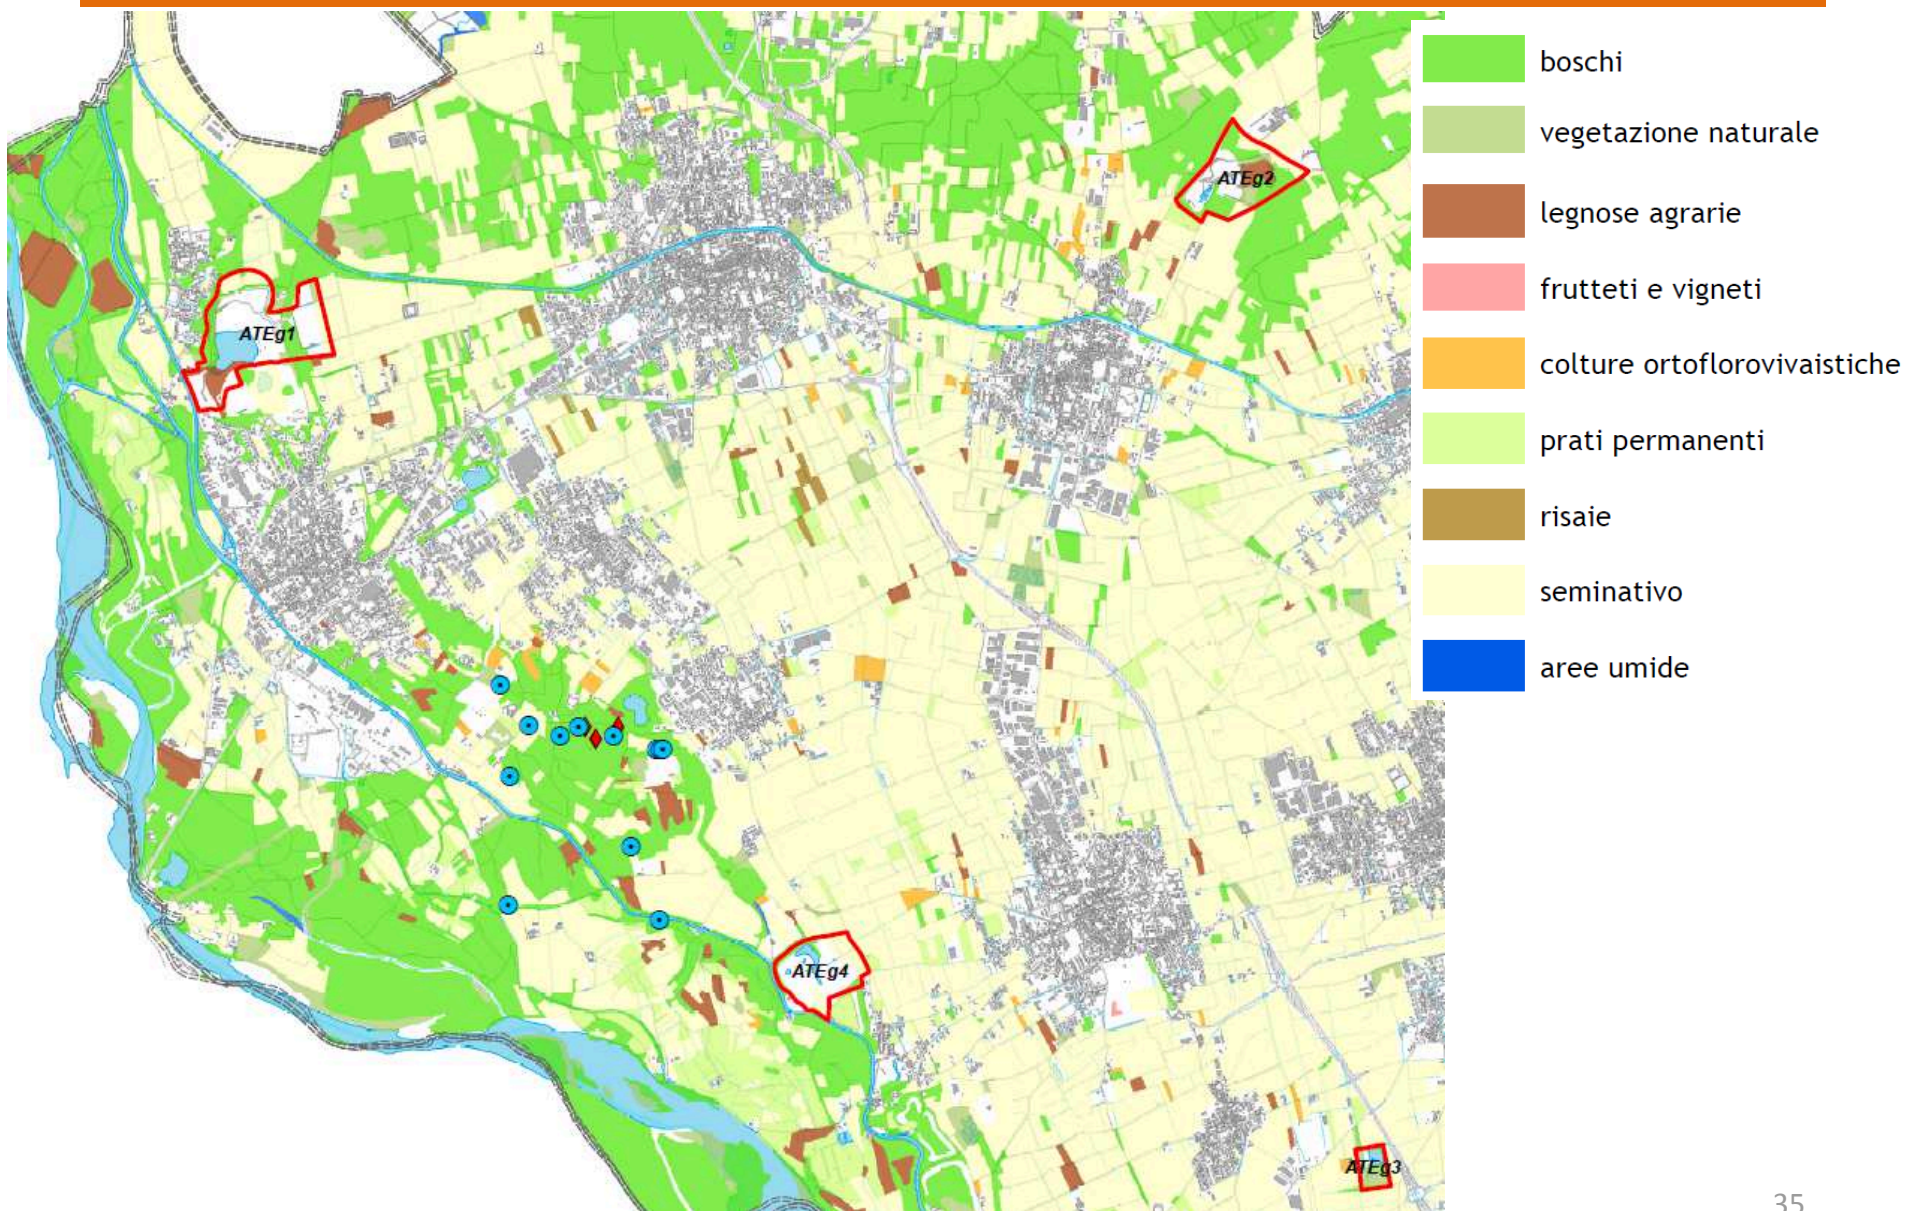 boschi
vegetazione naturale
legnose agrarie
frutteti e vigneti
colture ortoflorovivaistiche
prati permanenti
risaie
seminativo
aree umide
ATEg2
ATEg1
ATEg4
ATEg3
35